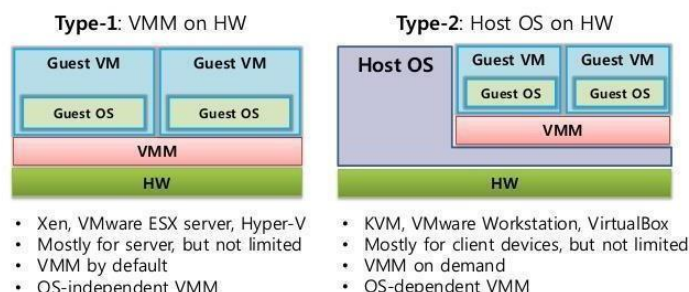 Type-1: VMM on HW
Guest VM
Guest VM
Guest OS
Guest OS
VMM
HW
• Xen, VMware ESX server, Hyper-V
• Mostly for server, but not limited
• VMM by default
• OS-independent VMM
Type-2: Host OS on HW
Host OS
Guest VM
Guest VM
Guest OS
Guest OS
VMM
HW
• KVM, VMware Workstation, VirtualBox
• Mostly for client devices, but not limited
• VMM on demand
• OS-dependent VMM